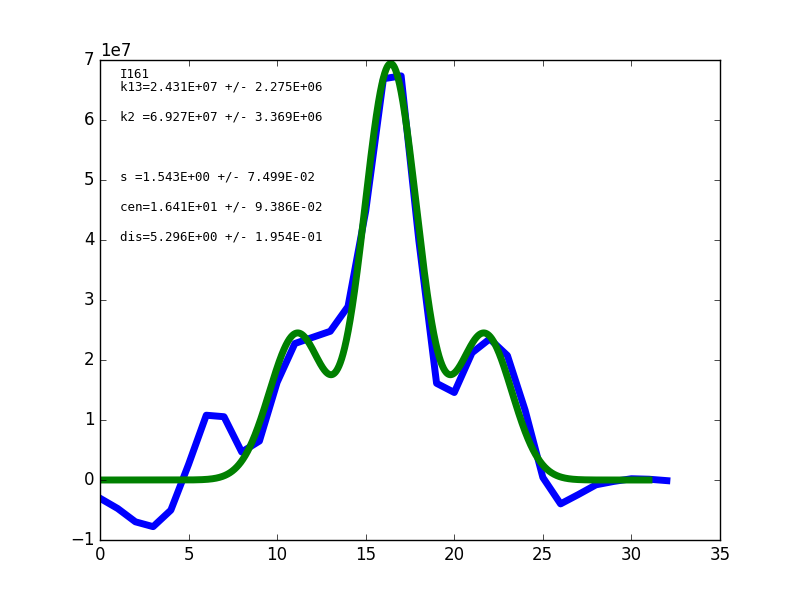 1e7
I161
k13=2.431E+07 +/- 2.275E+06
k2 =6.927E+07 +/- 3.369E+06
s =1.543E+00 +/- 7.499E-02
cen=1.641E+01 +/- 9.386E-02
dis=5.296E+00 +/- 1.954E-01
7
6
5
4
3
2
1
0
−1
0 5 10 15 20 25 30 35